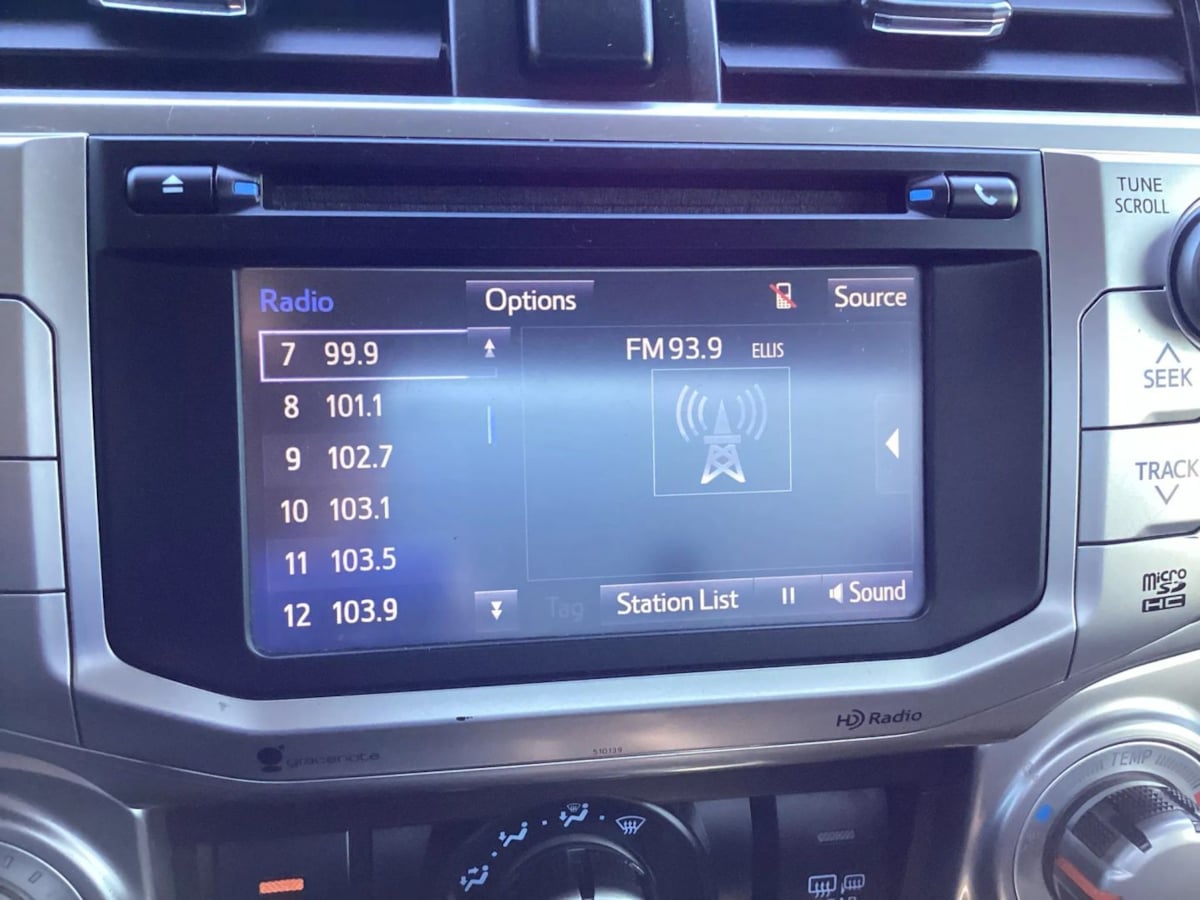 TUNE
SCROLL
Radio
Options
Source
7 99.9
FM 93.9 ELLIS
8 101.1
SEEK
9 102.7
10 103.1
TRACK
11 103.5
12 103.9
Tag
Station List
Sound
micro
SD
HC
HD Radio
gracenote
510139
TEMP